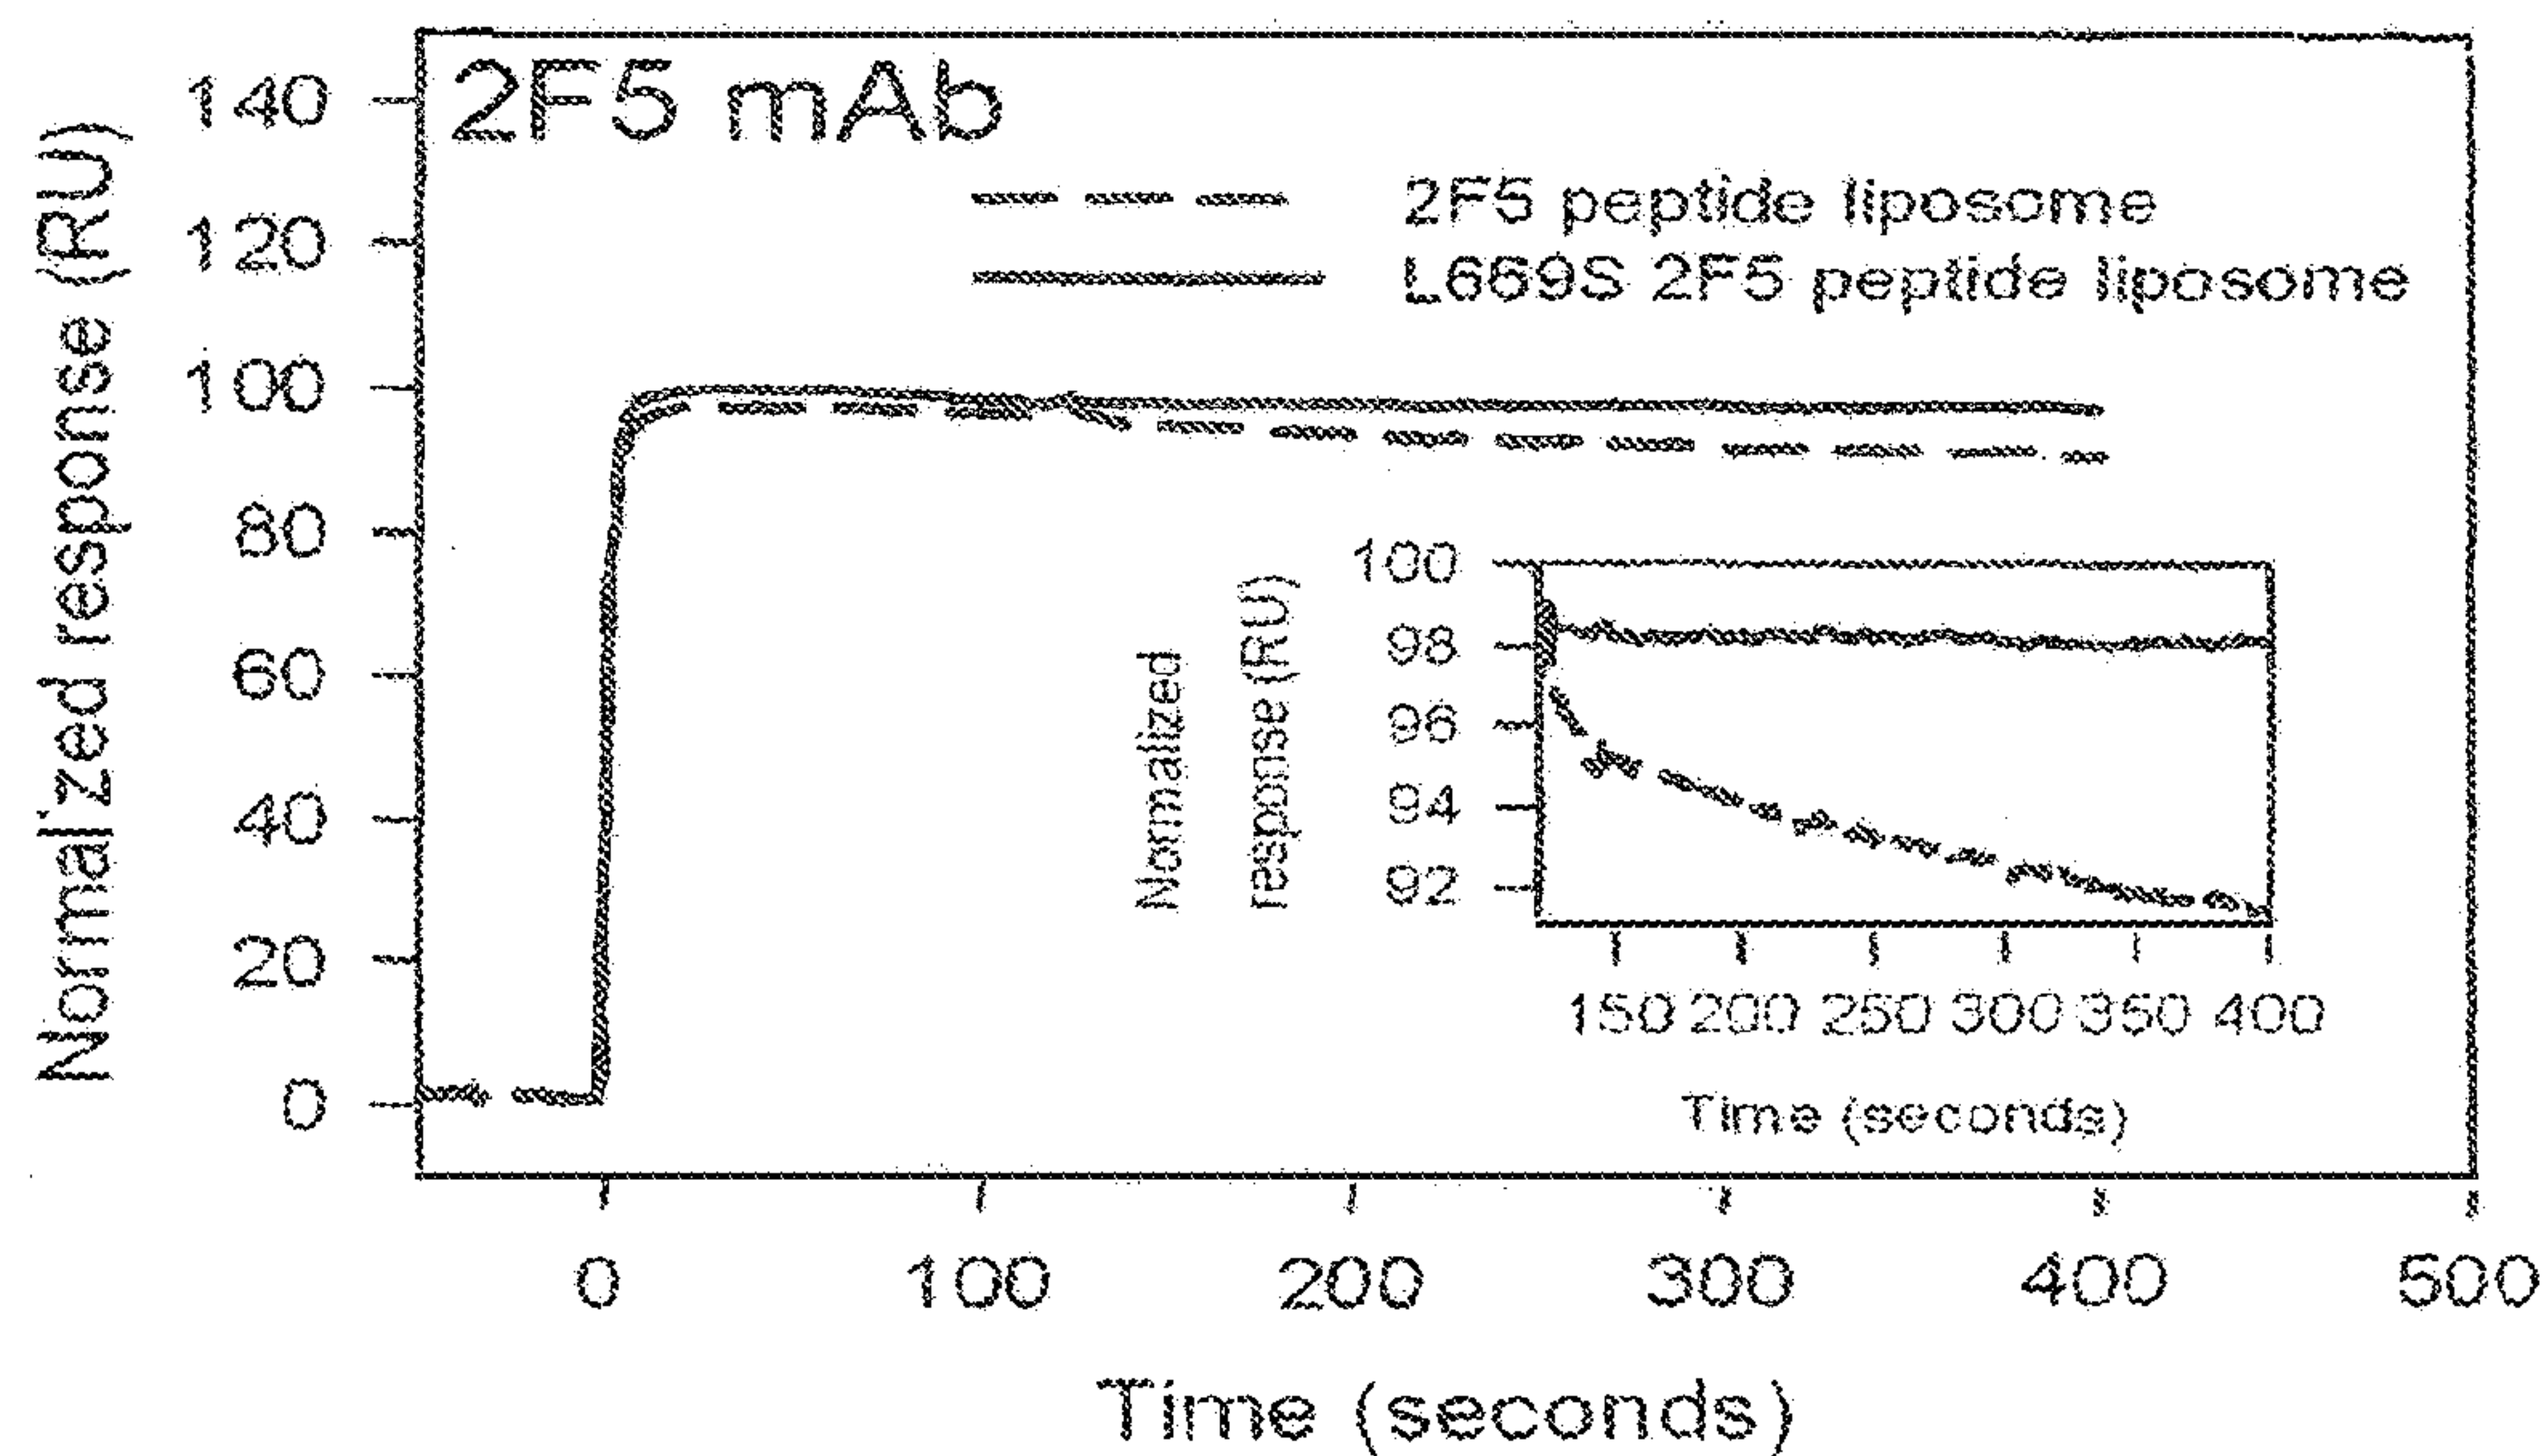 2F5 mAb
2F5 peptide liposome
L669S 2F5 peptide liposome
Normalized response (RU)
140
120
100
80
60
40
20
0
Normalized
response (RU)
100
98
96
94
92
150 200 250 300 350 400
Time (seconds)
0 100 200 300 400 500
Time (seconds)